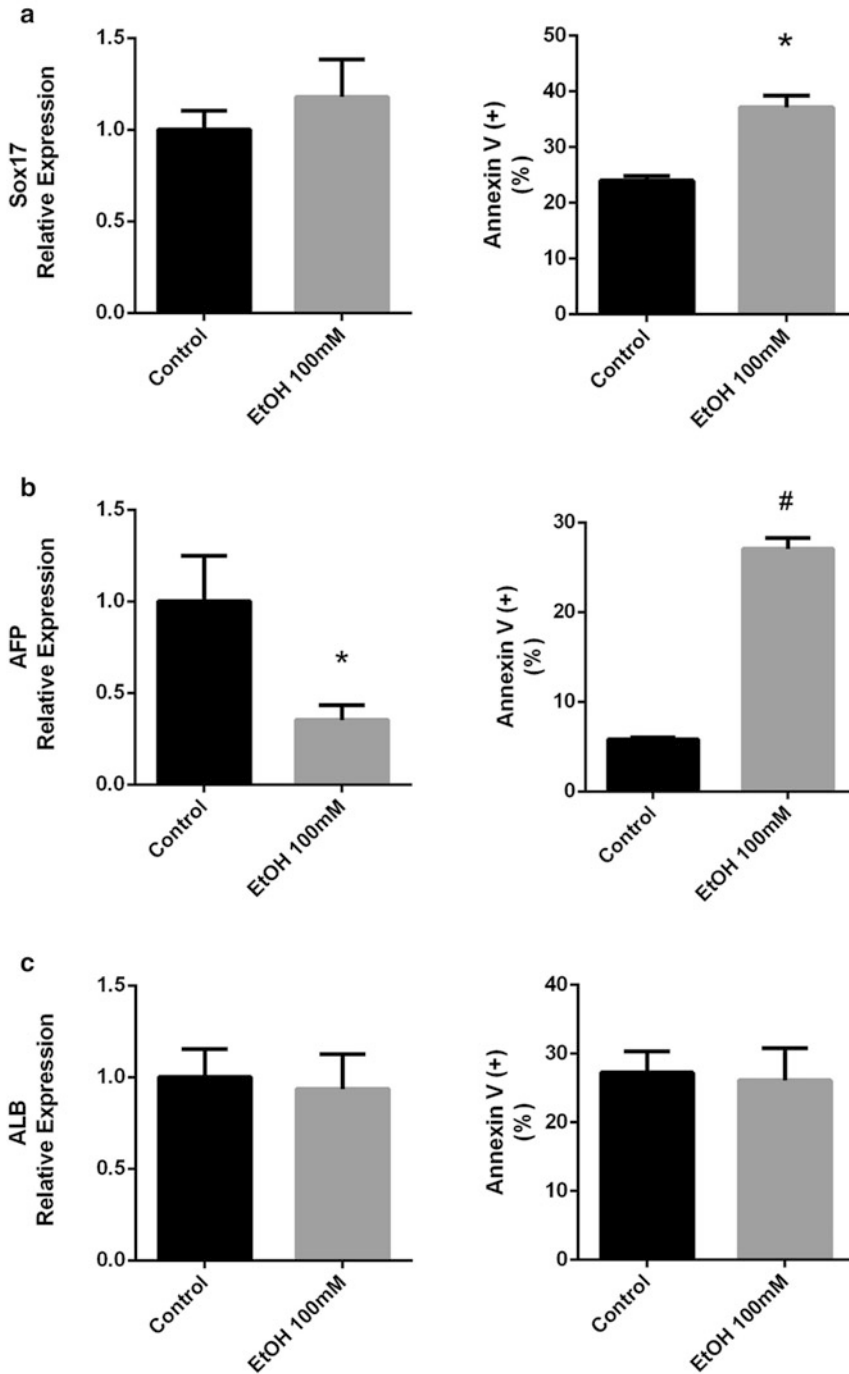 a
Sox17
Relative Expression
1.5
1.0
0.5
0.0
Control
EtOH 100mM
Annexin V (+)
(%)
50
40
30
20
10
0
*
Control
EtOH 100mM
b
AFP
Relative Expression
1.5
1.0
0.5
0.0
*
Control
EtOH 100mM
Annexin V (+)
(%)
30
20
10
0
#
Control
EtOH 100mM
c
ALB
Relative Expression
1.5
1.0
0.5
0.0
Control
EtOH 100mM
Annexin V (+)
(%)
40
30
20
10
0
Control
EtOH 100mM